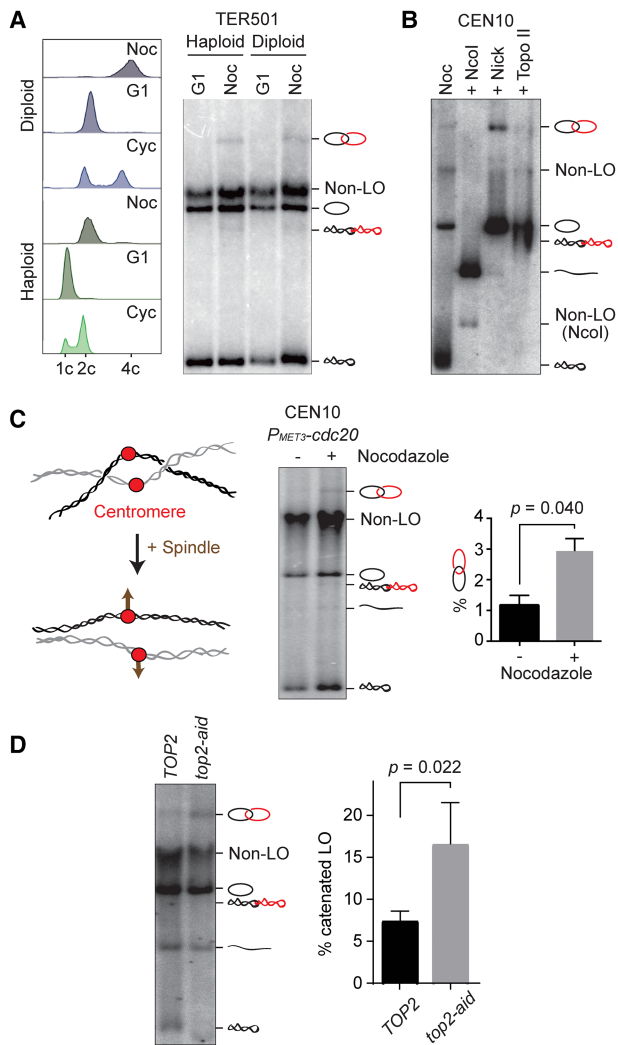 A
TER501
Haploid Diploid
G1 Noc G1 Noc
Diploid
Haploid
Noc
G1
Cyc
Noc
G1
Cyc
1c 2c 4c
Non-LO
B
CEN10
Noc
+ NcoI
+ Nick
+ Topo II
Non-LO
Non-LO
(NcoI)
C
Centromere
+ Spindle
CEN10
PMET3-cdc20
- + Nocodazole
Non-LO
p = 0.040
%
4
3
2
1
0
- +
Nocodazole
D
TOP2
top2-aid
Non-LO
p = 0.022
% catenated LO
20
15
10
5
0
TOP2
top2-aid